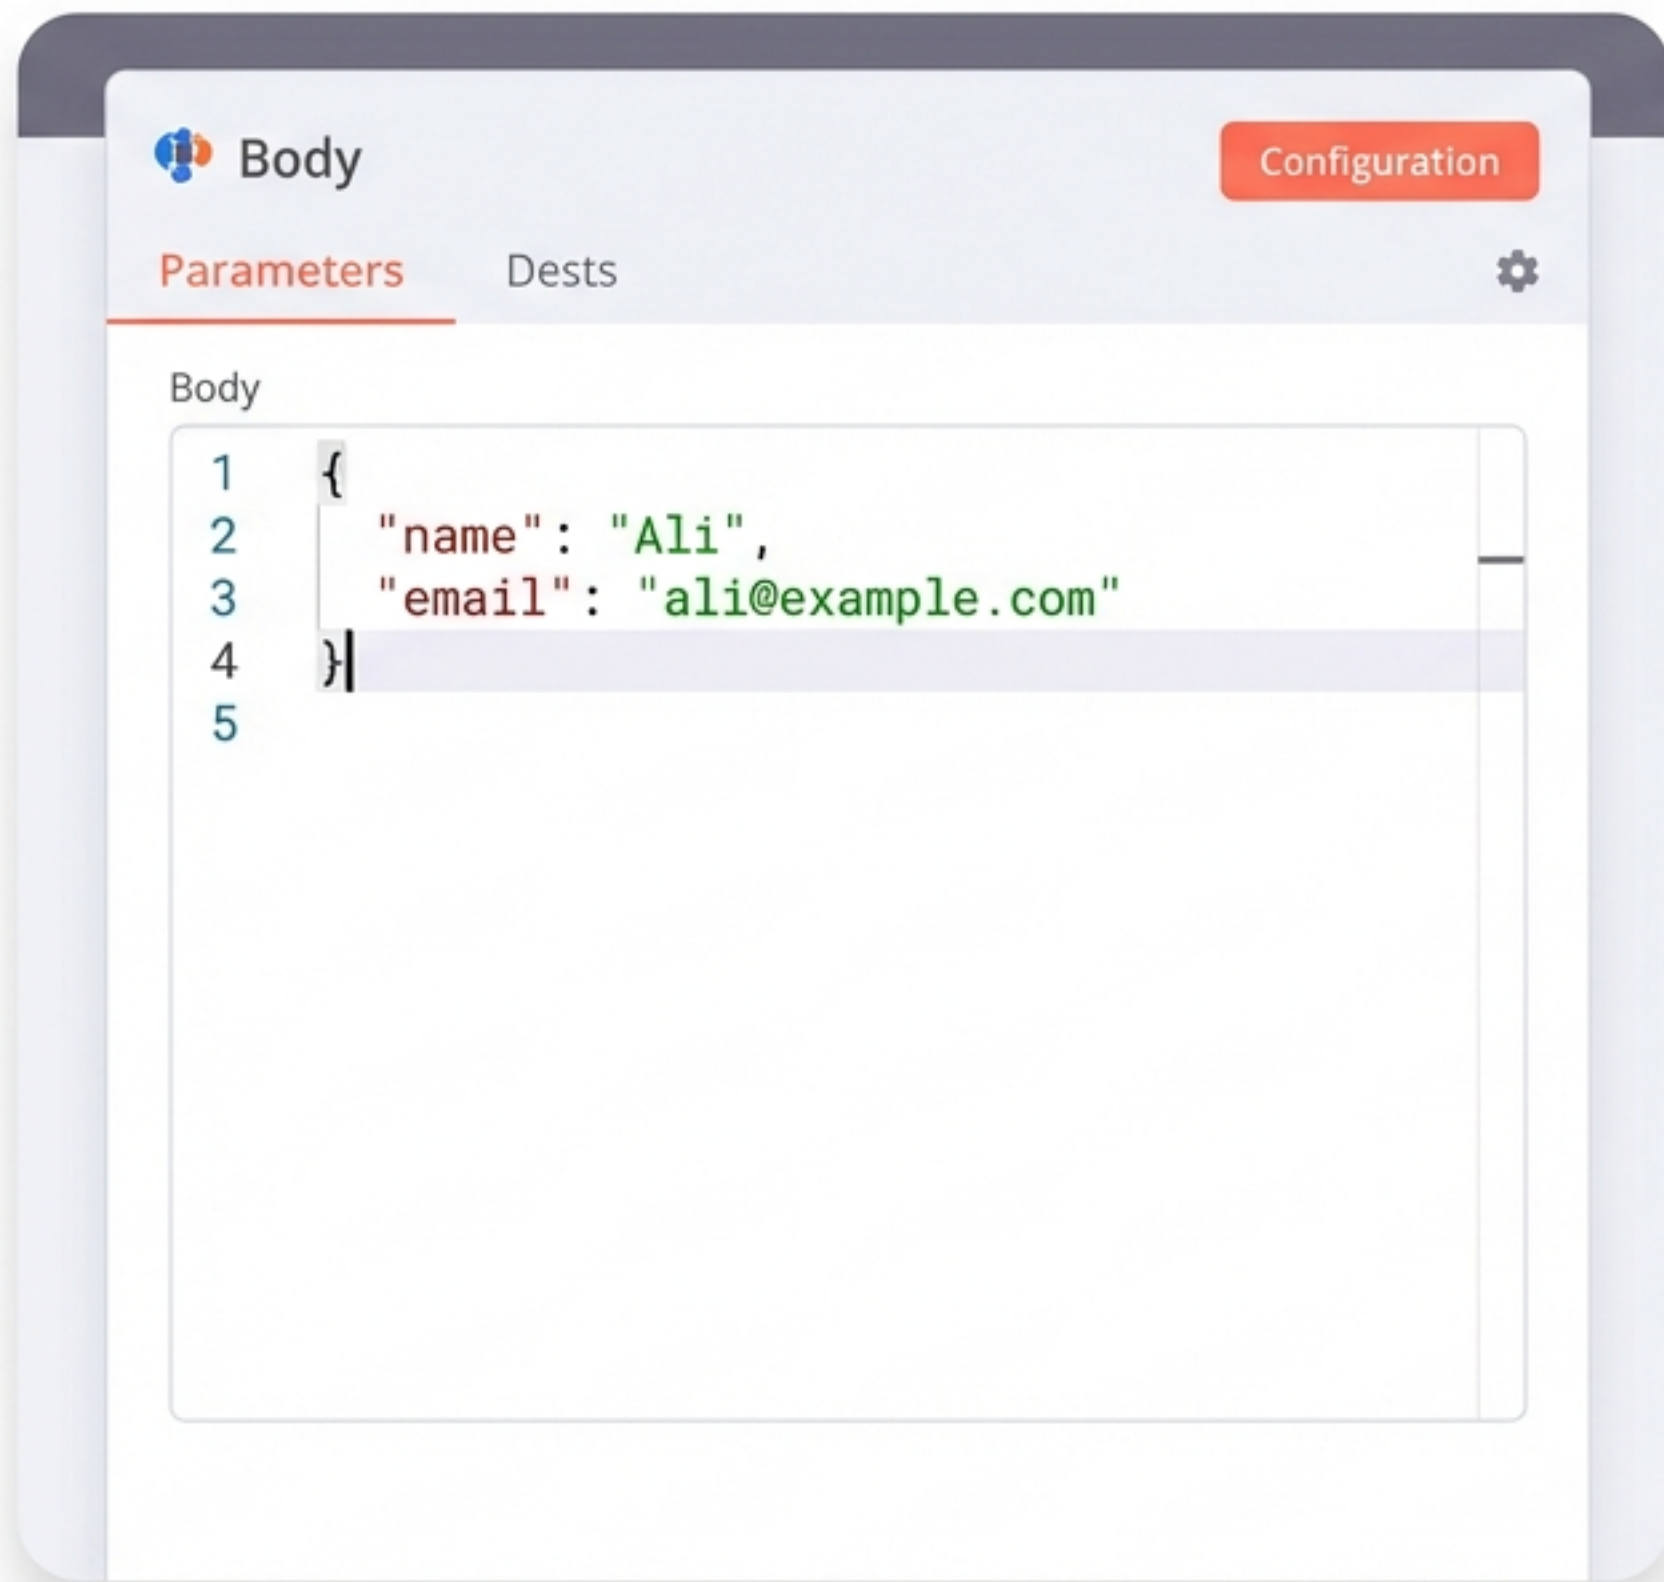 Body
Configuration
Parameters Dests
Body
1 {
2 "name": "Ali",
3 "email": "ali@example.com"
4 }
5